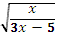 √(x/(3x − 5))